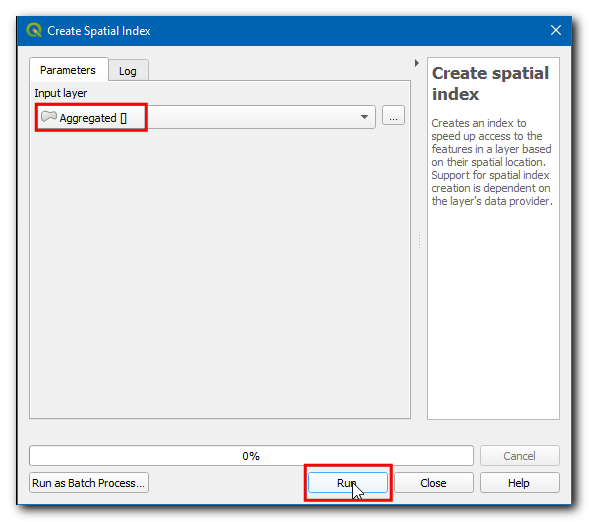 Create Spatial Index
Parameters
Log
Input layer
Aggregated []
...
Create spatial
index
Creates an index to
speed up access to the
features in a layer based
on their spatial location.
Support for spatial index
creation is dependent on
the layer's data provider.
0%
Cancel
Run as Batch Process...
Run
Close
Help